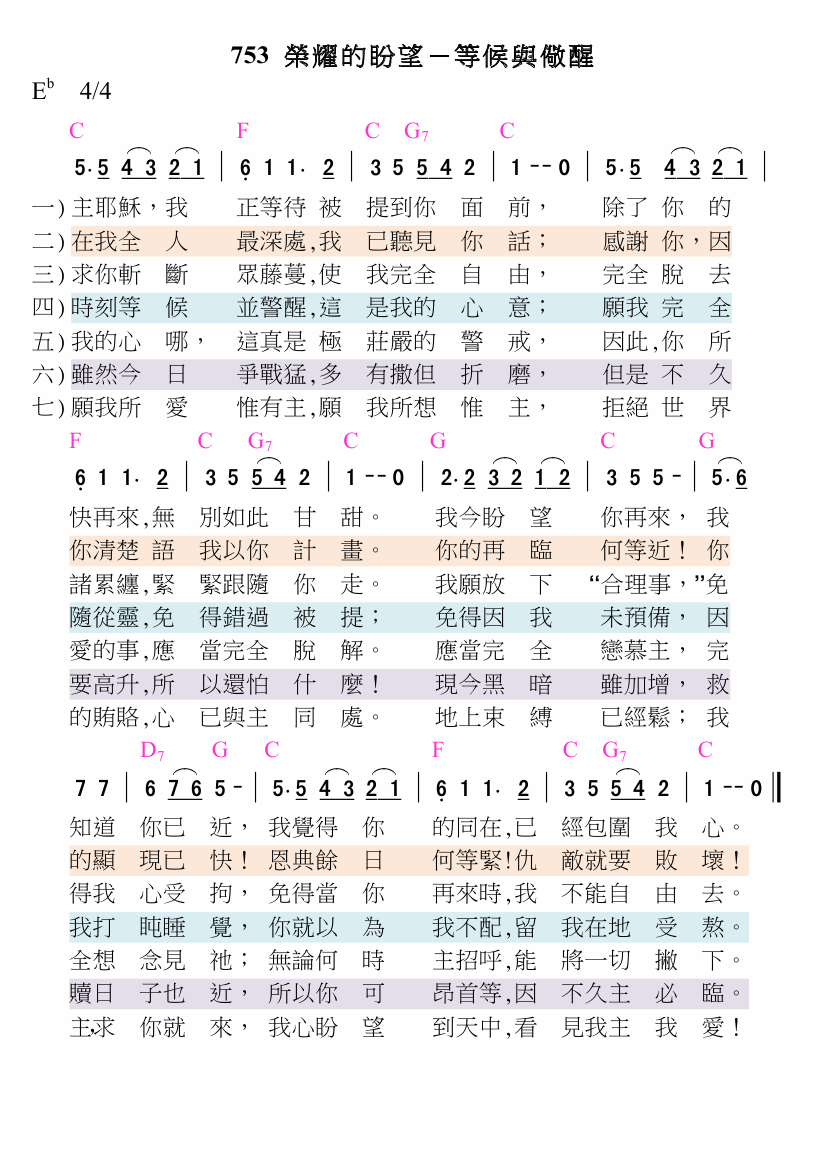 753 榮耀的盼望－等候與儆醒
E♭ 4/4
C F C G7 C
5·5 4 3 2 1 | 6 1 1· 2 | 3 5 5 4 2 | 1 -- 0 | 5·5 4 3 2 1 |
一)主耶穌，我 正等待 被 提到你 面 前， 除了 你 的
二)在我全 人 最深處,我 已聽見 你 話； 感謝 你，因
三)求你斬 斷 眾藤蔓,使 我完全 自 由， 完全 脫 去
四)時刻等 候 並警醒,這 是我的 心 意； 願我 完 全
五)我的心 哪， 這真是 極 莊嚴的 警 戒， 因此,你 所
六)雖然今 日 爭戰猛,多 有撒但 折 磨， 但是 不 久
七)願我所 愛 惟有主,願 我所想 惟 主， 拒絕 世 界
F C G7 C G C G
6 1 1· 2 | 3 5 5 4 2 | 1 -- 0 | 2·2 3 2 1 2 | 3 5 5 - | 5·6
快再來,無 別如此 甘 甜。 我今盼 望 你再來， 我
你清楚 語 我以你 計 畫。 你的再 臨 何等近！ 你
諸累纏,緊 緊跟隨 你 走。 我願放 下 “合理事，”免
隨從靈,免 得錯過 被 提； 免得因 我 未預備， 因
愛的事,應 當完全 脫 解。 應當完 全 戀慕主， 完
要高升,所 以還怕 什 麼！ 現今黑 暗 雖加增， 救
的賄賂,心 已與主 同 處。 地上束 縛 已經鬆； 我
D7 G C F C G7 C
7 7 | 6 7 6 5 - | 5·5 4 3 2 1 | 6 1 1· 2 | 3 5 5 4 2 | 1 -- 0 ‖
知道 你已 近， 我覺得 你 的同在,已 經包圍 我 心。
的顯 現已 快！ 恩典餘 日 何等緊!仇 敵就要 敗 壞！
得我 心受 拘， 免得當 你 再來時,我 不能自 由 去。
我打 盹睡 覺， 你就以 為 我不配,留 我在地 受 熬。
全想 念見 祂； 無論何 時 主招呼,能 將一切 撇 下。
贖日 子也 近， 所以你 可 昂首等,因 不久主 必 臨。
主,求 你就 來， 我心盼 望 到天中,看 見我主 我 愛！